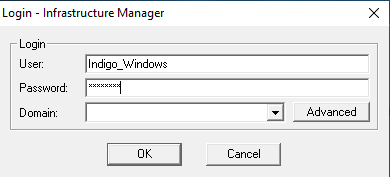 Login - Infrastructure Manager
Login
User: Indigo_Windows
Password: ********
Domain: Advanced
OK Cancel